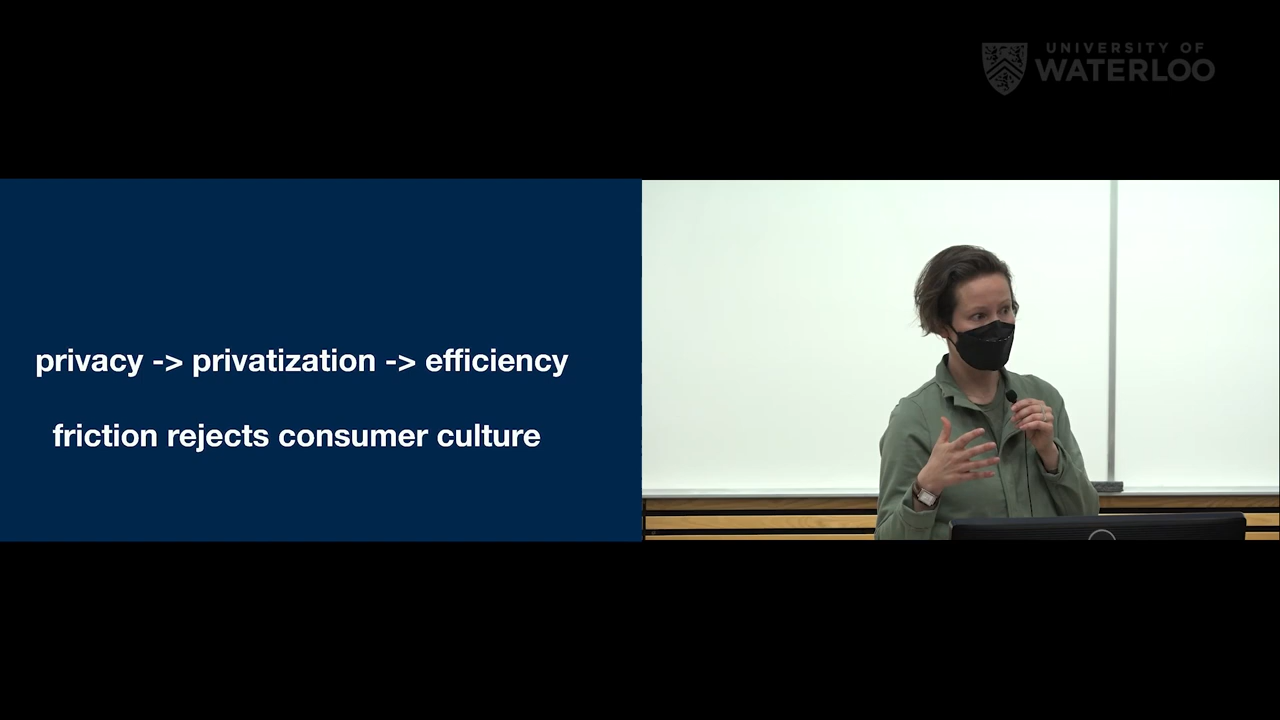 UNIVERSITY OF
WATERLOO
privacy -> privatization -> efficiency
friction rejects consumer culture